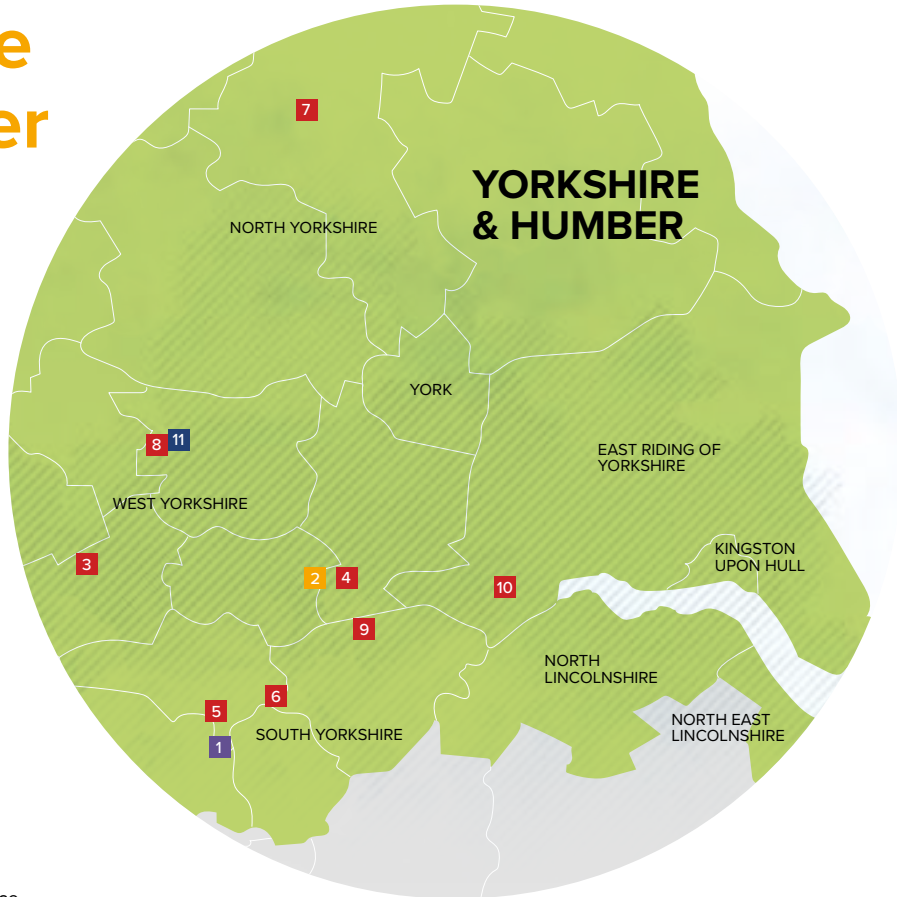 e
er
7
YORKSHIRE
& HUMBER
NORTH YORKSHIRE
YORK
8
11
EAST RIDING OF
YORKSHIRE
WEST YORKSHIRE
3
KINGSTON
UPON HULL
2
4
10
9
NORTH
LINCOLNSHIRE
6
5
NORTH EAST
LINCOLNSHIRE
SOUTH YORKSHIRE
1